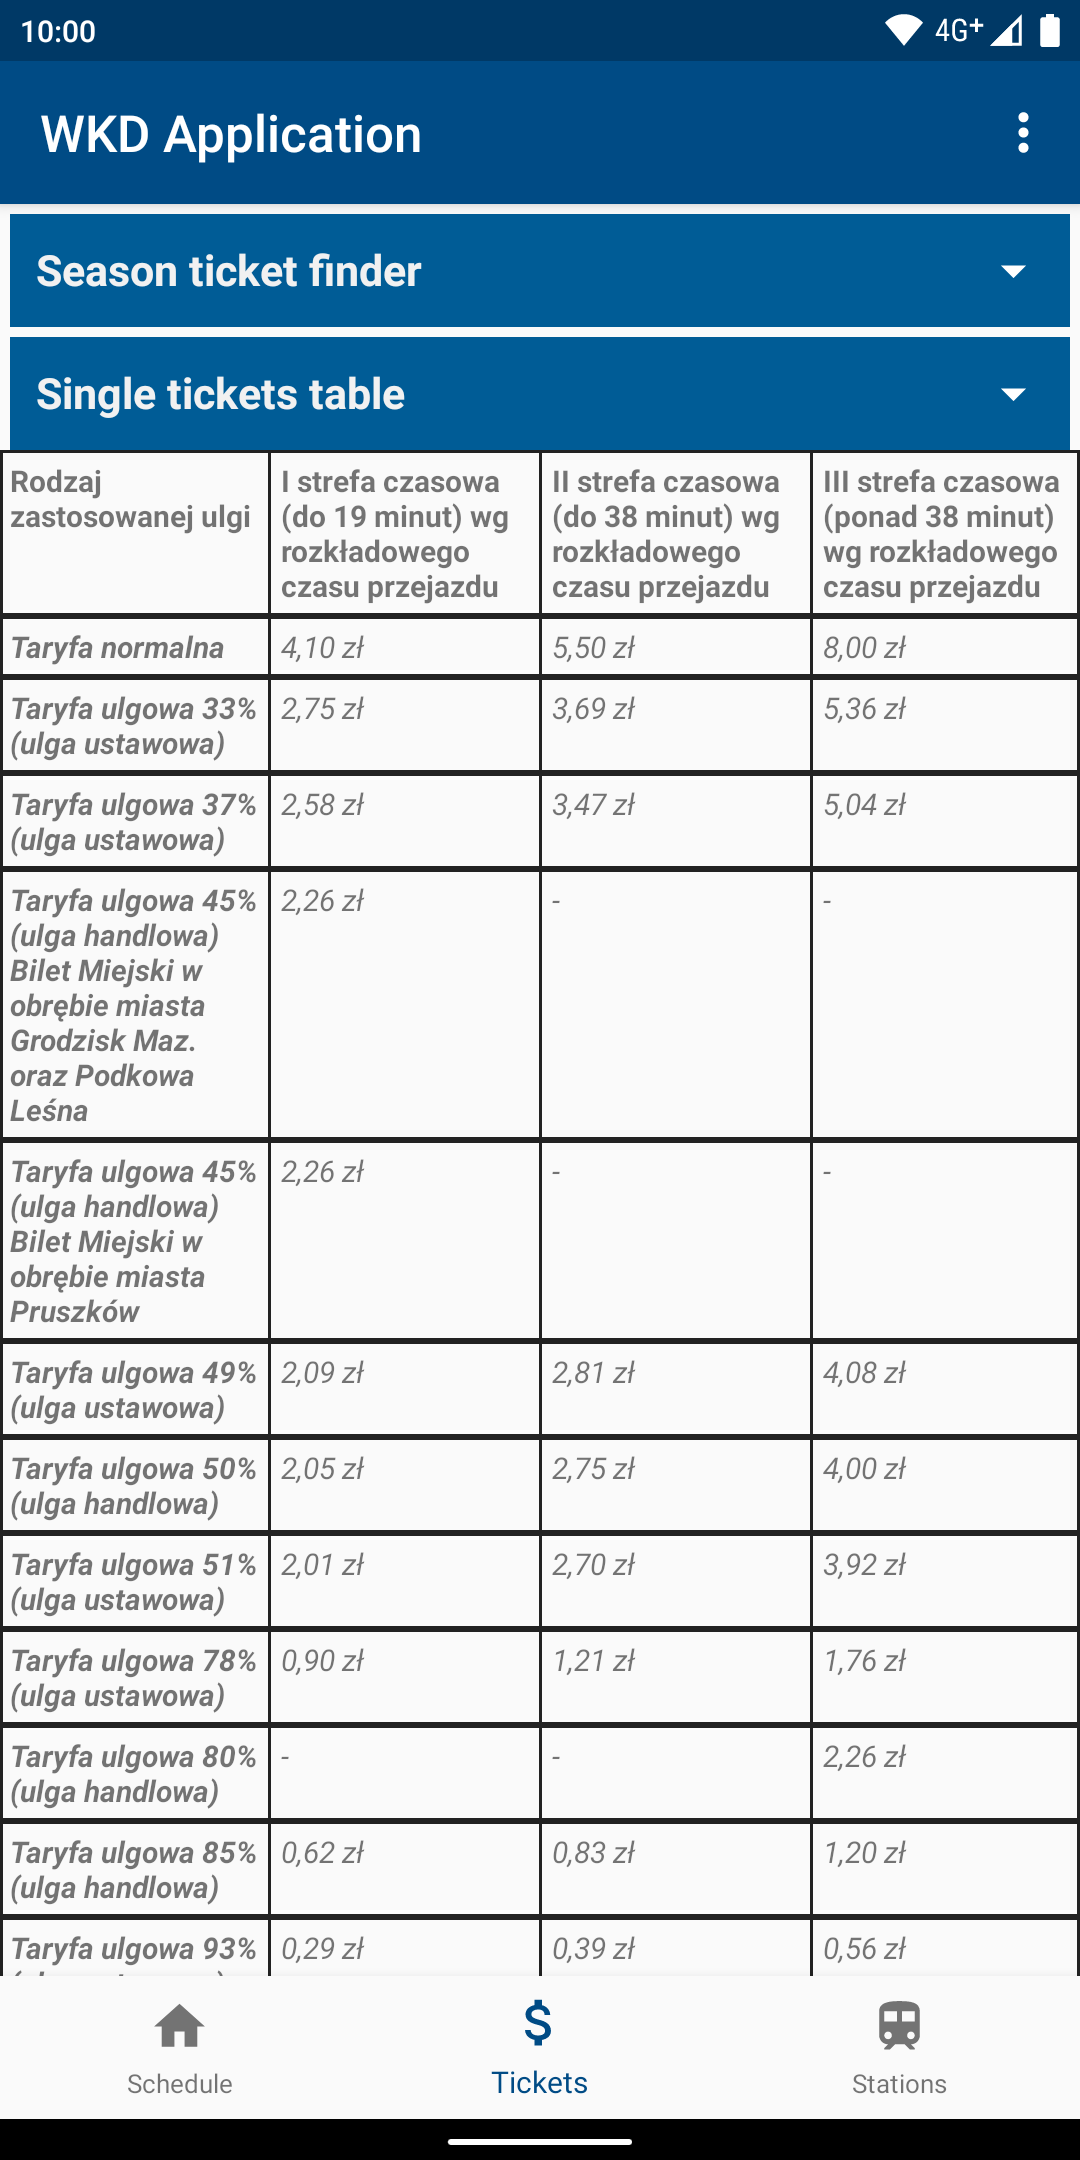 10:00
4G+
WKD Application
Season ticket finder
Single tickets table
Rodzaj
zastosowanej ulgi
I strefa czasowa
(do 19 minut) wg
rozkładowego
czasu przejazdu
II strefa czasowa
(do 38 minut) wg
rozkładowego
czasu przejazdu
III strefa czasowa
(ponad 38 minut)
wg rozkładowego
czasu przejazdu
Taryfa normalna
4,10 zł
5,50 zł
8,00 zł
Taryfa ulgowa 33%
(ulga ustawowa)
2,75 zł
3,69 zł
5,36 zł
Taryfa ulgowa 37%
(ulga ustawowa)
2,58 zł
3,47 zł
5,04 zł
Taryfa ulgowa 45%
(ulga handlowa)
Bilet Miejski w
obrębie miasta
Grodzisk Maz.
oraz Podkowa
Leśna
2,26 zł
-
-
Taryfa ulgowa 45%
(ulga handlowa)
Bilet Miejski w
obrębie miasta
Pruszków
2,26 zł
-
-
Taryfa ulgowa 49%
(ulga ustawowa)
2,09 zł
2,81 zł
4,08 zł
Taryfa ulgowa 50%
(ulga handlowa)
2,05 zł
2,75 zł
4,00 zł
Taryfa ulgowa 51%
(ulga ustawowa)
2,01 zł
2,70 zł
3,92 zł
Taryfa ulgowa 78%
(ulga ustawowa)
0,90 zł
1,21 zł
1,76 zł
Taryfa ulgowa 80%
(ulga handlowa)
-
-
2,26 zł
Taryfa ulgowa 85%
(ulga handlowa)
0,62 zł
0,83 zł
1,20 zł
Taryfa ulgowa 93%
0,29 zł
0,39 zł
0,56 zł
Schedule
Tickets
Stations